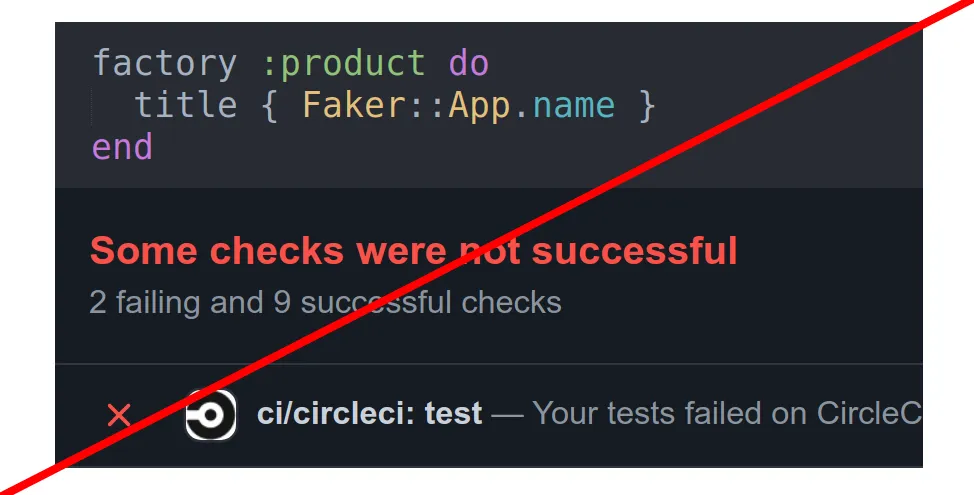 factory :product do
  title { Faker::App.name }
end
Some checks were not successful
2 failing and 9 successful checks
ci/circleci: test — Your tests failed on CircleC